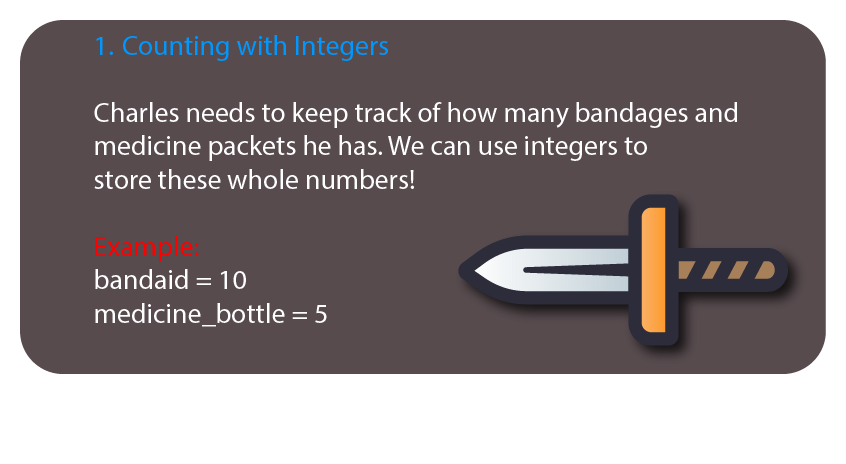 1. Counting with Integers
Charles needs to keep track of how many bandages and
medicine packets he has. We can use integers to
store these whole numbers!
Example:
bandaid = 10
medicine_bottle = 5